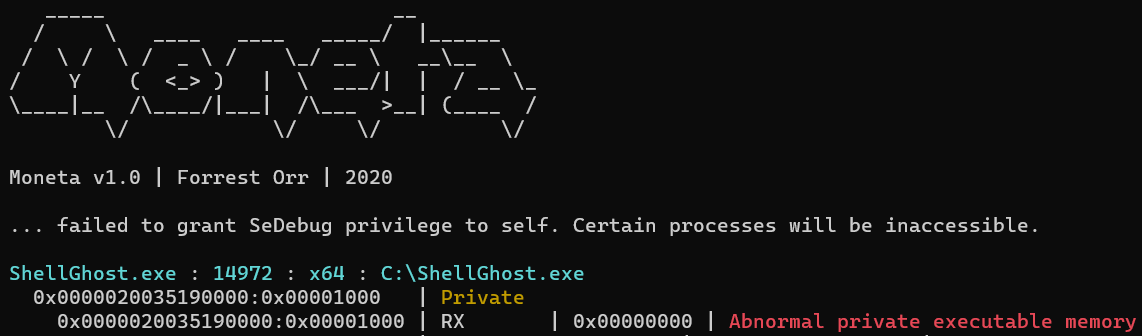 Moneta
Moneta v1.0 | Forrest Orr | 2020
... failed to grant SeDebug privilege to self. Certain processes will be inaccessible.
ShellGhost.exe : 14972 : x64 : C:\ShellGhost.exe
0x0000020035190000:0x00001000 | Private
0x0000020035190000:0x00001000 | RX | 0x00000000 | Abnormal private executable memory